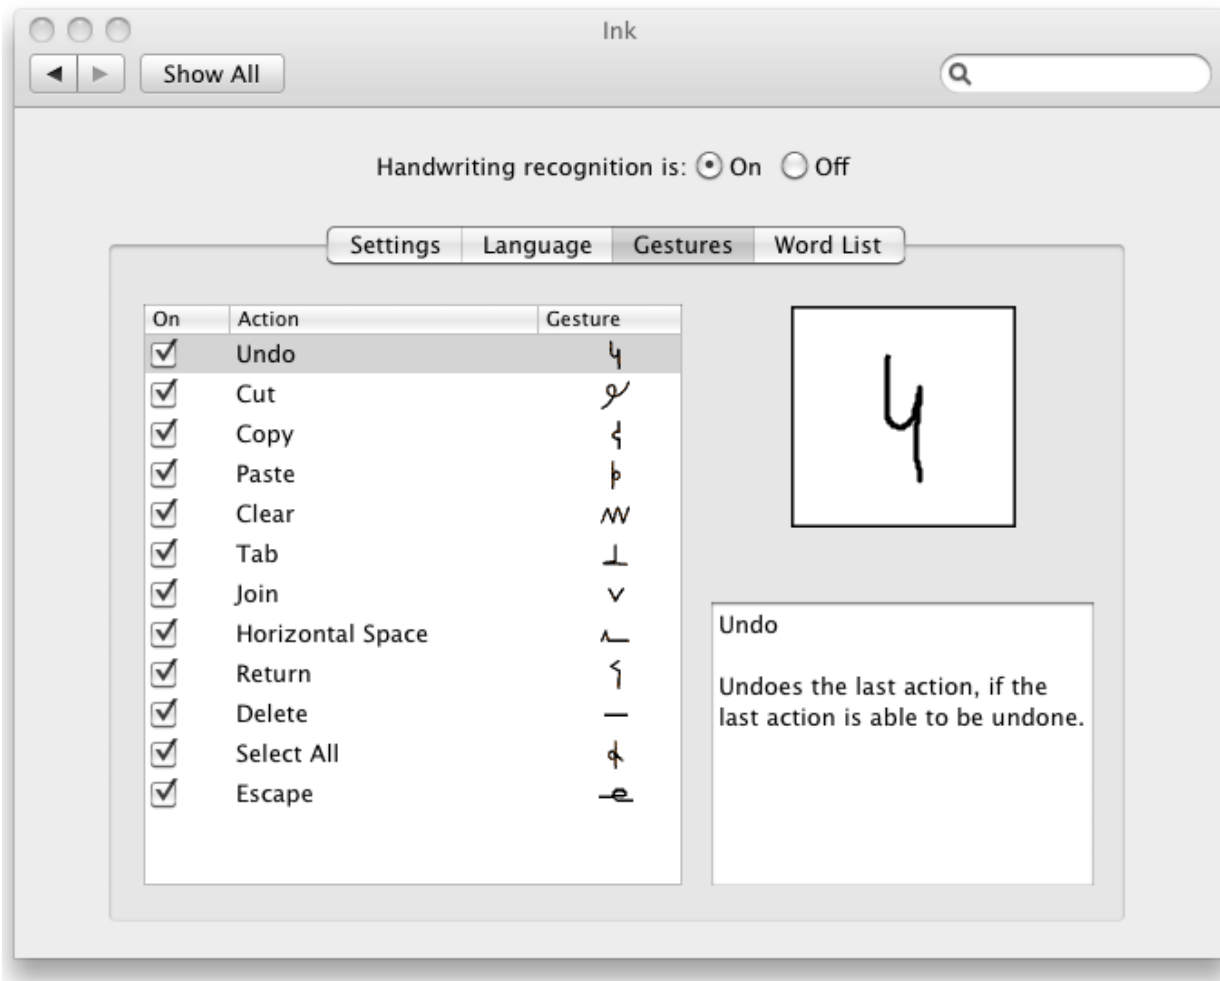 Ink
Show All
Handwriting recognition is: On Off
Settings Language Gestures Word List
On Action Gesture
Undo
Cut
Copy
Paste
Clear
Tab
Join
Horizontal Space
Return
Delete
Select All
Escape
Undo
Undoes the last action, if the
last action is able to be undone.